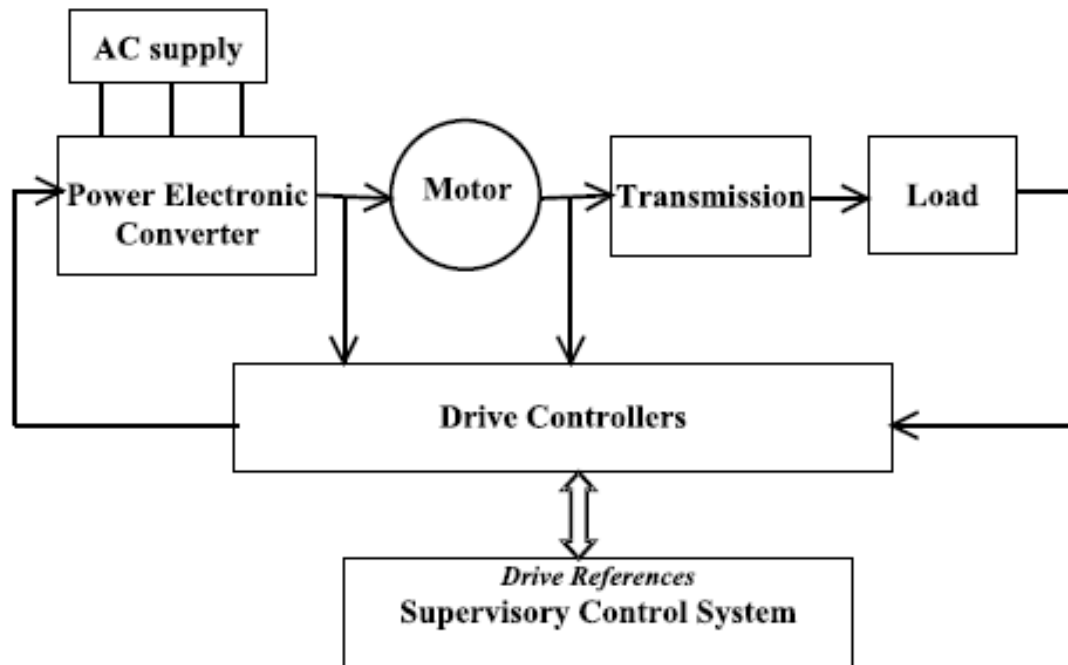 AC supply
Power Electronic
Converter
Motor
Transmission
Load
Drive Controllers
Drive References
Supervisory Control System